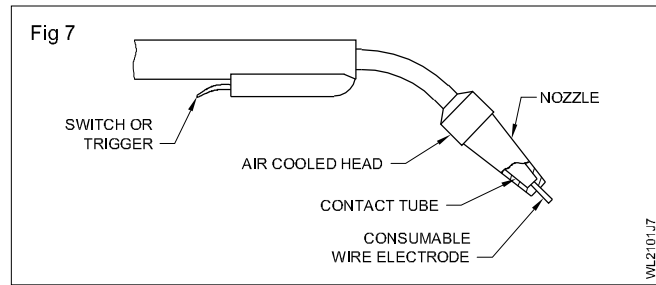 Fig 7
NOZZLE
SWITCH OR
TRIGGER
AIR COOLED HEAD
CONTACT TUBE
CONSUMABLE
WIRE ELECTRODE
WL2101J7